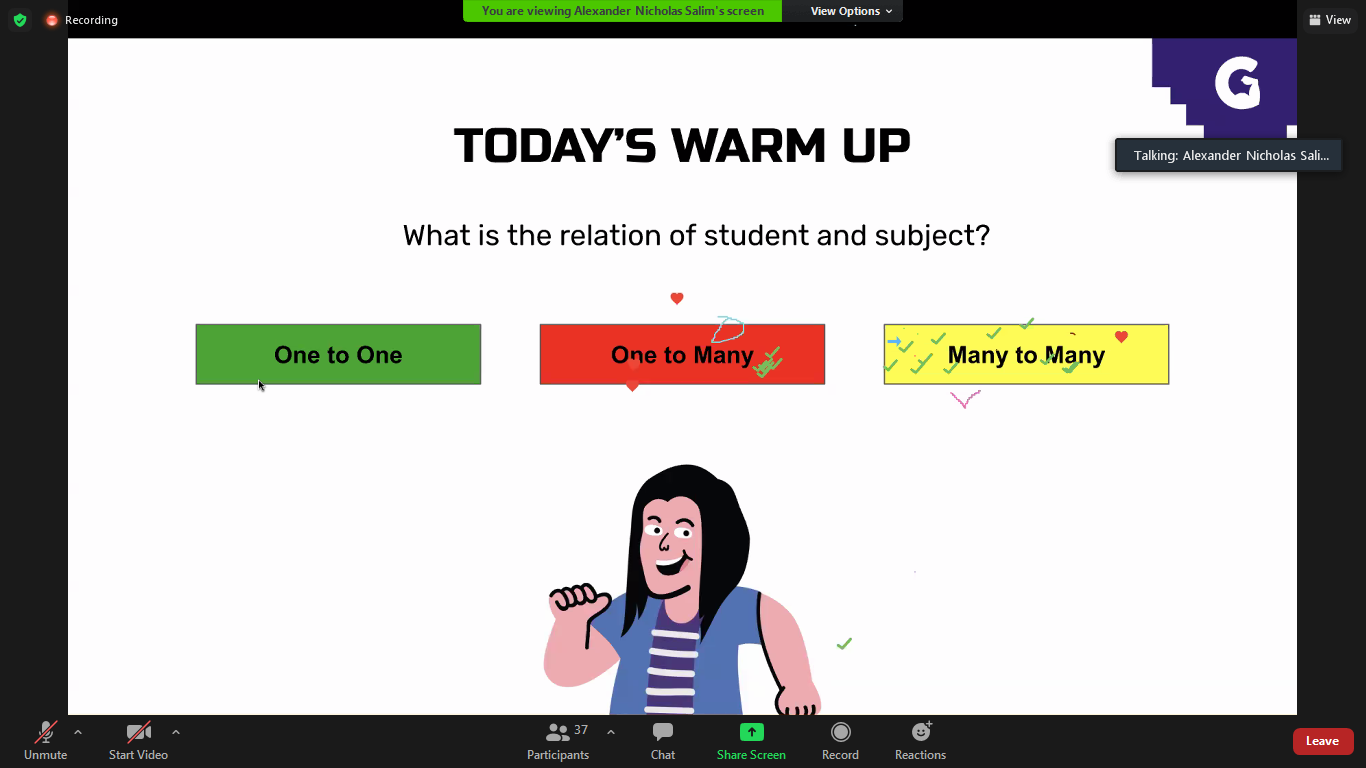 You are viewing Alexander Nicholas Salim's screen
View Options
Recording
View
G
TODAY'S WARM UP
Talking: Alexander Nicholas Sali...
What is the relation of student and subject?
One to One
One to Many
Many to Many
37
Unmute
Start Video
Participants
Chat
Share Screen
Record
Reactions
Leave